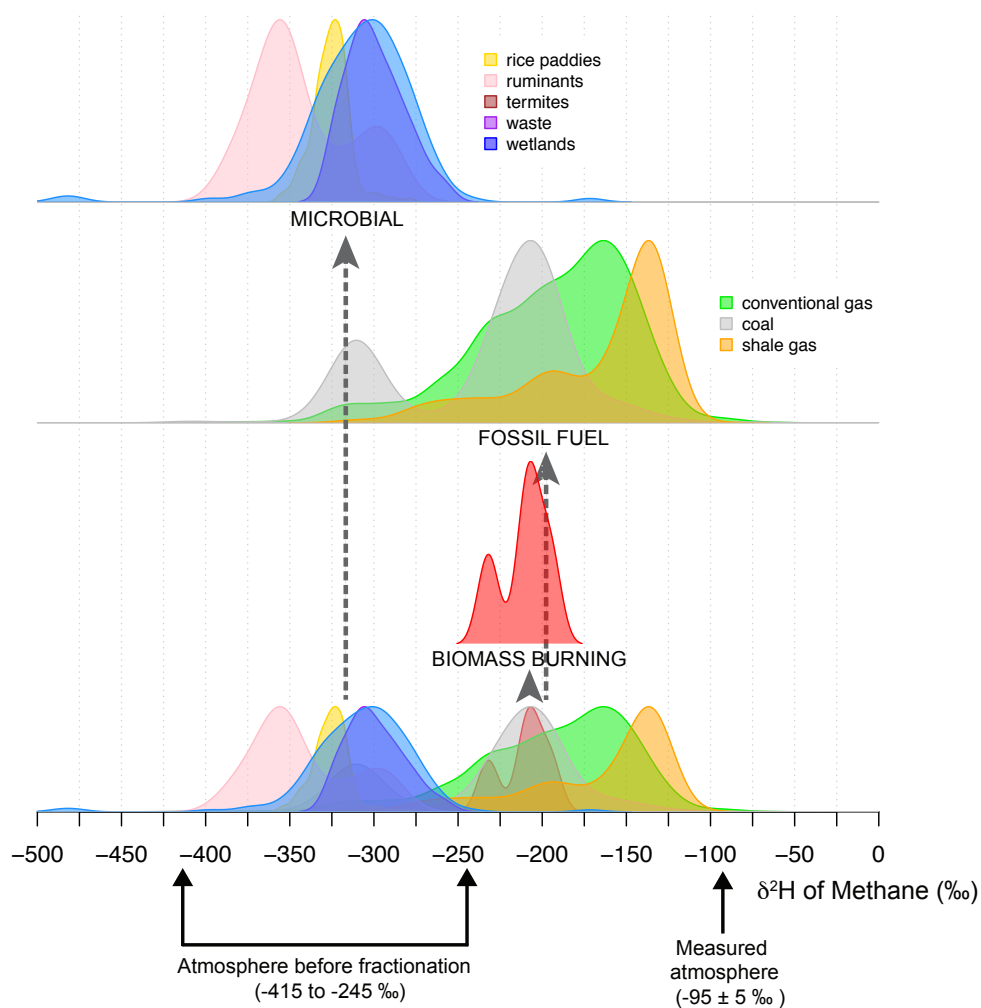 rice paddies
ruminants
termites
waste
wetlands
MICROBIAL
conventional gas
coal
shale gas
FOSSIL FUEL
BIOMASS BURNING
−500 −450 −400 −350 −300 −250 −200 −150 −100 −50 0
δ²H of Methane (‰)
Atmosphere before fractionation
(-415 to -245 ‰)
Measured
atmosphere
(-95 ± 5 ‰ )